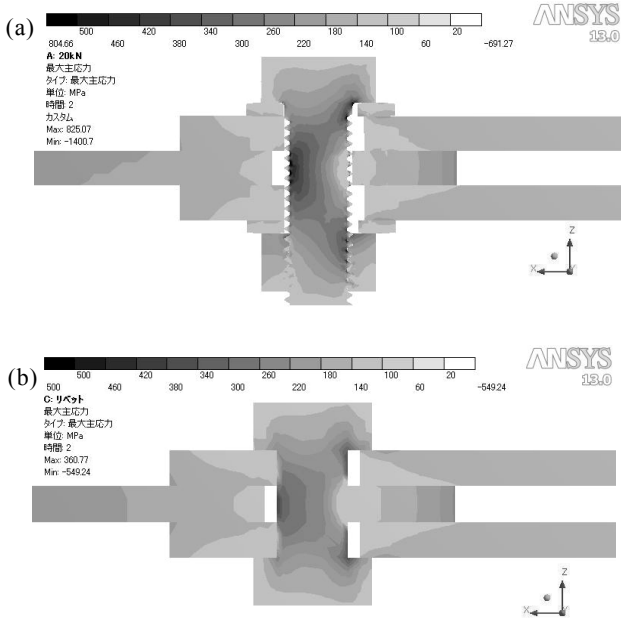 (a)
500 420 340 260 180 100 20
804.66 460 380 300 220 140 60 -691.27
ANSYS
13.0
A: 20kN
最大主応力
タイプ: 最大主応力
単位: MPa
時間: 2
カスタム
Max: 825.07
Min: -1400.7
Z
X
Y
(b)
500 420 340 260 180 100 20
500 460 380 300 220 140 60 -549.24
ANSYS
13.0
C: リベット
最大主応力
タイプ: 最大主応力
単位: MPa
時間: 2
Max: 360.77
Min: -549.24
Z
X